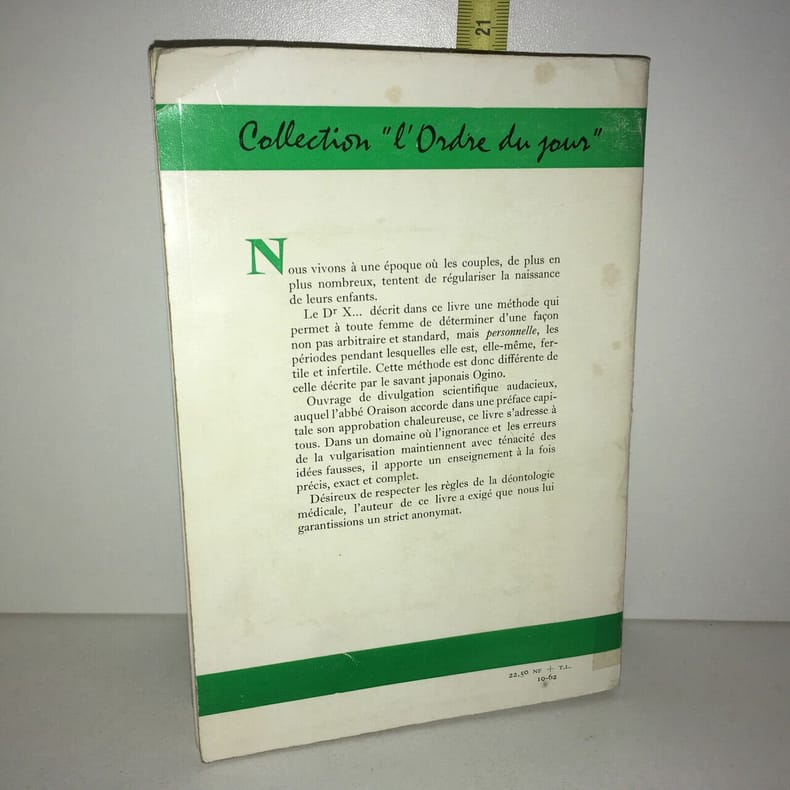 21
Collection "l'Ordre du jour"
Nous vivons à une époque où les couples, de plus en
plus nombreux, tentent de régulariser la naissance
de leurs enfants.
Le Dr X... décrit dans ce livre une méthode qui
permet à toute femme de déterminer d'une façon
non pas arbitraire et standard, mais personnelle, les
périodes pendant lesquelles elle est, elle-même, fer-
tile et infertile. Cette méthode est donc différente de
celle décrite par le savant japonais Ogino.
Ouvrage de divulgation scientifique audacieux,
auquel l'abbé Oraison accorde dans une préface capi-
tale son approbation chaleureuse, ce livre s'adresse à
tous. Dans un domaine où l'ignorance et les erreurs
de la vulgarisation maintiennent avec ténacité des
idées fausses, il apporte un enseignement à la fois
précis, exact et complet.
Désireux de respecter les règles de la déontologie
médicale, l'auteur de ce livre a exigé que nous lui
garantissions un strict anonymat.
22,50 NF + T.L.
10-62